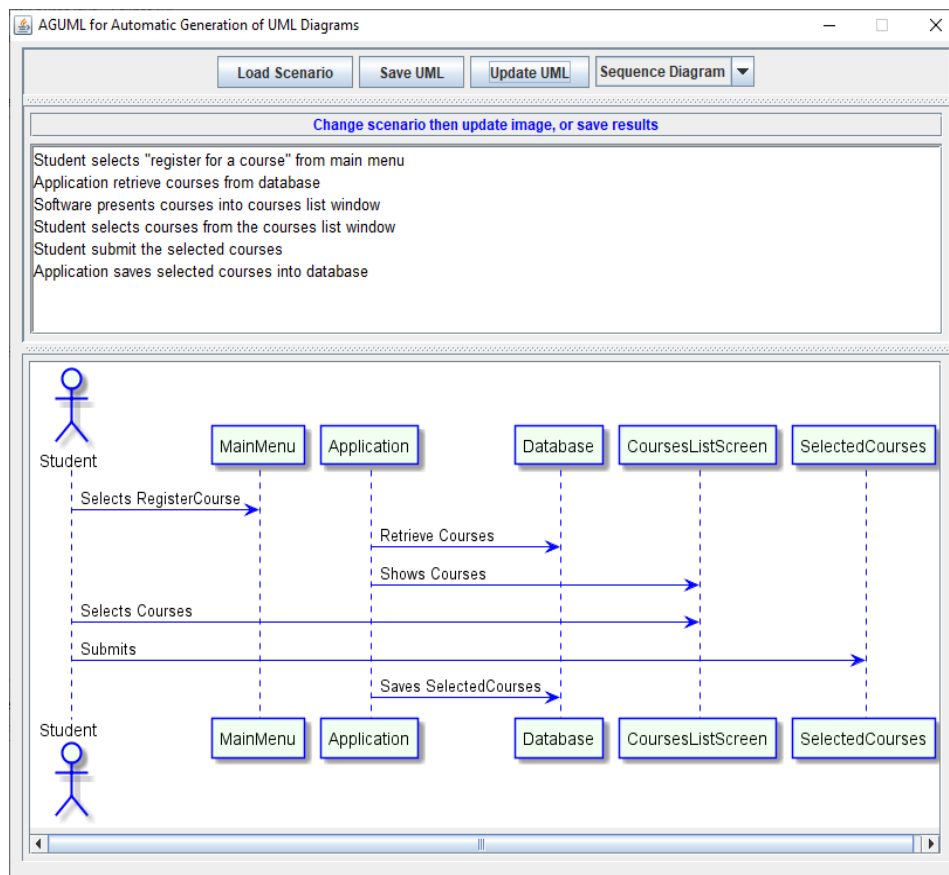 AGUML for Automatic Generation of UML Diagrams
Load Scenario Save UML Update UML Sequence Diagram
Change scenario then update image, or save results
Student selects "register for a course" from main menu
Application retrieve courses from database
Software presents courses into courses list window
Student selects courses from the courses list window
Student submit the selected courses
Application saves selected courses into database
Student MainMenu Application Database CoursesListScreen SelectedCourses
Selects RegisterCourse
Retrieve Courses
Shows Courses
Selects Courses
Submits
Saves SelectedCourses
Student MainMenu Application Database CoursesListScreen SelectedCourses